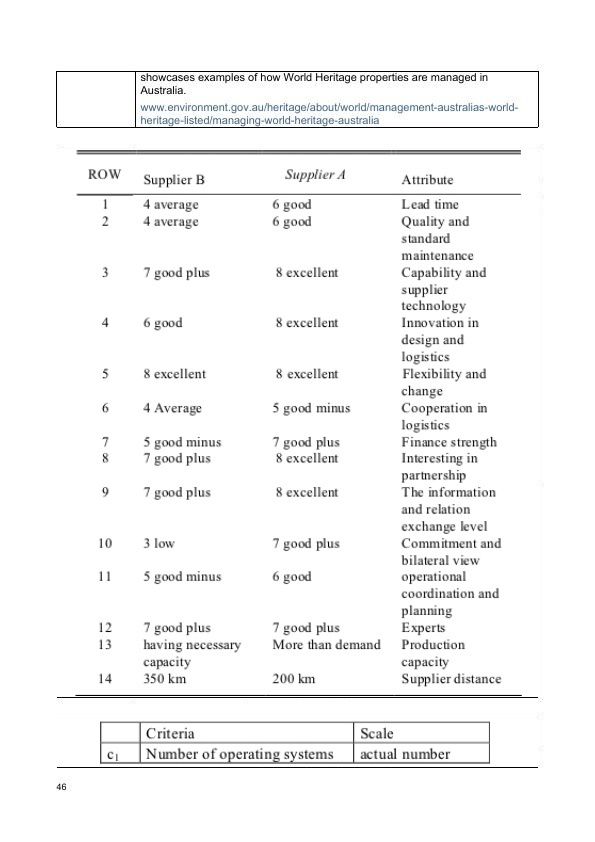 showcases examples of how World Heritage properties are managed in
Australia.
www.environment.gov.au/heritage/about/world/management-australias-world-
heritage-listed/managing-world-heritage-australia
ROW Supplier B Supplier A Attribute
1 4 average 6 good Lead time
2 4 average 6 good Quality and
standard
maintenance
3 7 good plus 8 excellent Capability and
supplier
technology
4 6 good 8 excellent Innovation in
design and
logistics
5 8 excellent 8 excellent Flexibility and
change
6 4 Average 5 good minus Cooperation in
logistics
7 5 good minus 7 good plus Finance strength
8 7 good plus 8 excellent Interesting in
partnership
9 7 good plus 8 excellent The information
and relation
exchange level
10 3 low 7 good plus Commitment and
bilateral view
11 5 good minus 6 good operational
coordination and
planning
12 7 good plus 7 good plus Experts
13 having necessary More than demand Production
capacity capacity
14 350 km 200 km Supplier distance
Criteria Scale
c1 Number of operating systems actual number
46